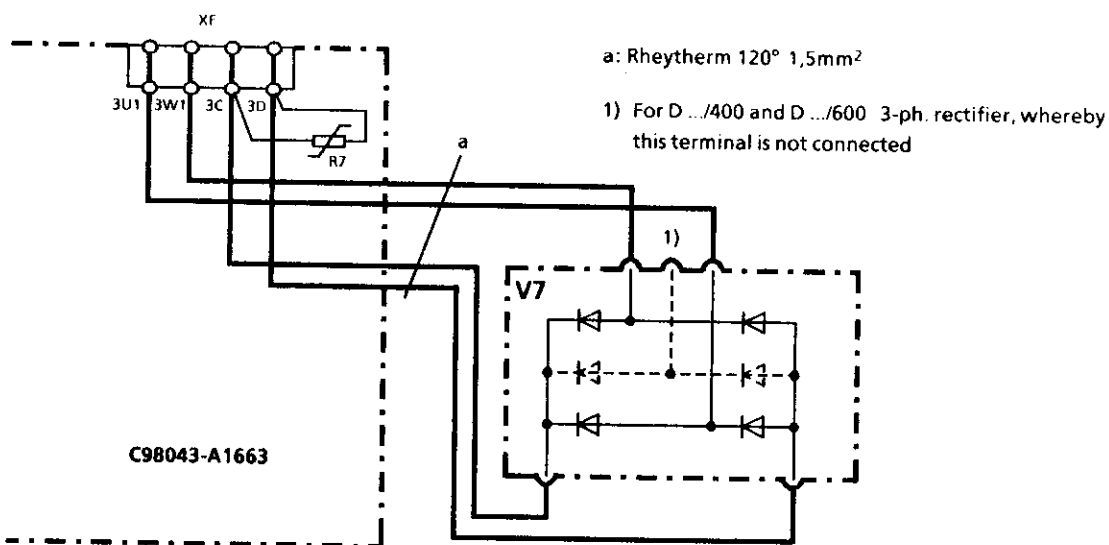 XF
a: Rheytherm 120° 1,5mm²
3U1 3W1 3C 3D
1) For D .../400 and D .../600 3-ph. rectifier, whereby
this terminal is not connected
R7
a
1)
V7
C98043-A1663